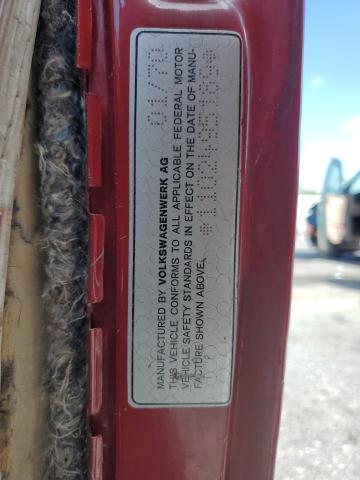 MANUFACTURED BY VOLKSWAGENWERK AG 01/70
THIS VEHICLE CONFORMS TO ALL APPLICABLE FEDERAL MOTOR
VEHICLE SAFETY STANDARDS IN EFFECT ON THE DATE OF MANU-
FACTURE SHOWN ABOVE.